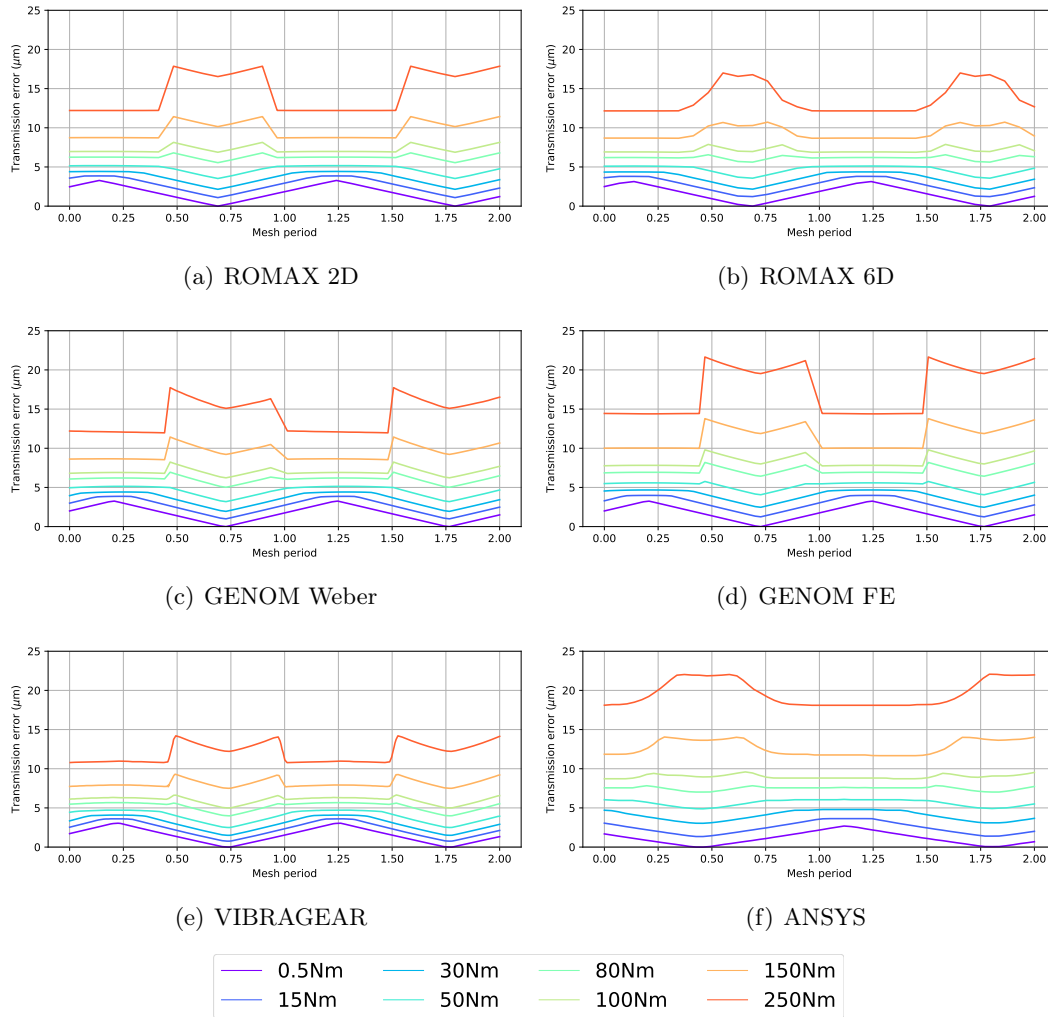 25
20
15
10
5
0
Transmission error (μm)
0.00 0.25 0.50 0.75 1.00 1.25 1.50 1.75 2.00
Mesh period
(a) ROMAX 2D
25
20
15
10
5
0
Transmission error (μm)
0.00 0.25 0.50 0.75 1.00 1.25 1.50 1.75 2.00
Mesh period
(b) ROMAX 6D
25
20
15
10
5
0
Transmission error (μm)
0.00 0.25 0.50 0.75 1.00 1.25 1.50 1.75 2.00
Mesh period
(c) GENOM Weber
25
20
15
10
5
0
Transmission error (μm)
0.00 0.25 0.50 0.75 1.00 1.25 1.50 1.75 2.00
Mesh period
(d) GENOM FE
25
20
15
10
5
0
Transmission error (μm)
0.00 0.25 0.50 0.75 1.00 1.25 1.50 1.75 2.00
Mesh period
(e) VIBRAGEAR
25
20
15
10
5
0
Transmission error (μm)
0.00 0.25 0.50 0.75 1.00 1.25 1.50 1.75 2.00
Mesh period
(f) ANSYS
0.5Nm 30Nm 80Nm 150Nm
15Nm 50Nm 100Nm 250Nm